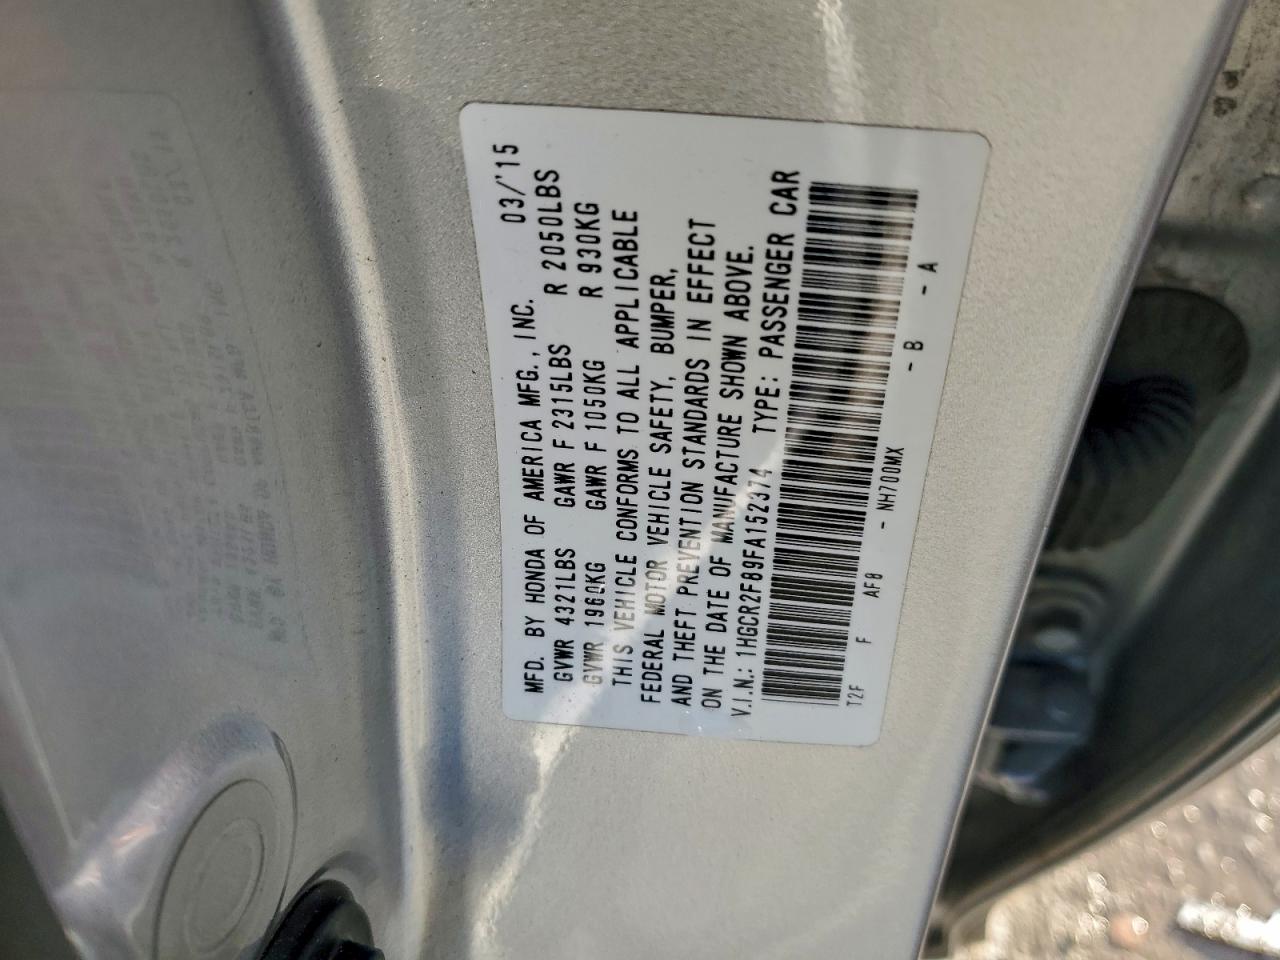 MFD. BY HONDA OF AMERICA MFG., INC. 03/'15
GVWR 4321LBS GAWR F 2315LBS R 2050LBS
GVWR 1960KG GAWR F 1050KG R 930KG
THIS VEHICLE CONFORMS TO ALL APPLICABLE
FEDERAL MOTOR VEHICLE SAFETY, BUMPER,
AND THEFT PREVENTION STANDARDS IN EFFECT
ON THE DATE OF MANUFACTURE SHOWN ABOVE.
V.I.N.: 1HGCR2F89FA152374 TYPE: PASSENGER CAR
T2F F AF8 - NH700MX - B - A